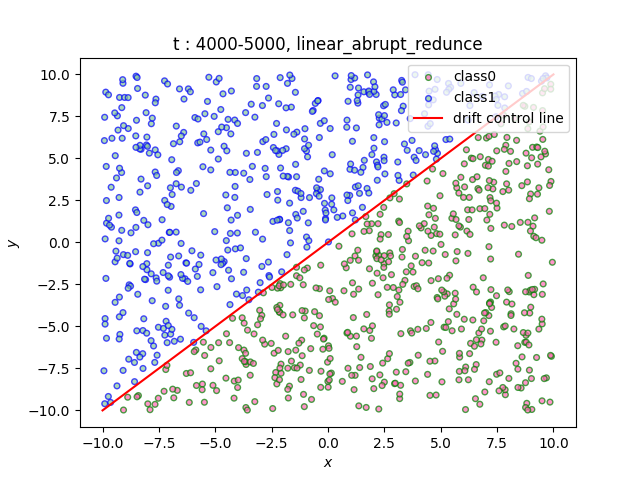 t : 4000-5000, linear_abrupt_redunce
class0
class1
drift control line
10.0
7.5
5.0
2.5
0.0
−2.5
−5.0
−7.5
−10.0
y
−10.0 −7.5 −5.0 −2.5 0.0 2.5 5.0 7.5 10.0
x